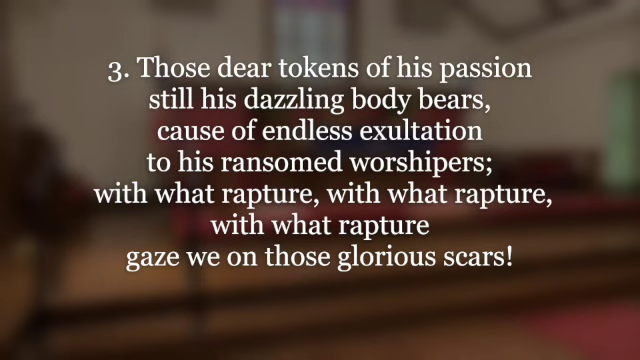 3. Those dear tokens of his passion
still his dazzling body bears,
cause of endless exultation
to his ransomed worshipers;
with what rapture, with what rapture,
with what rapture
gaze we on those glorious scars!